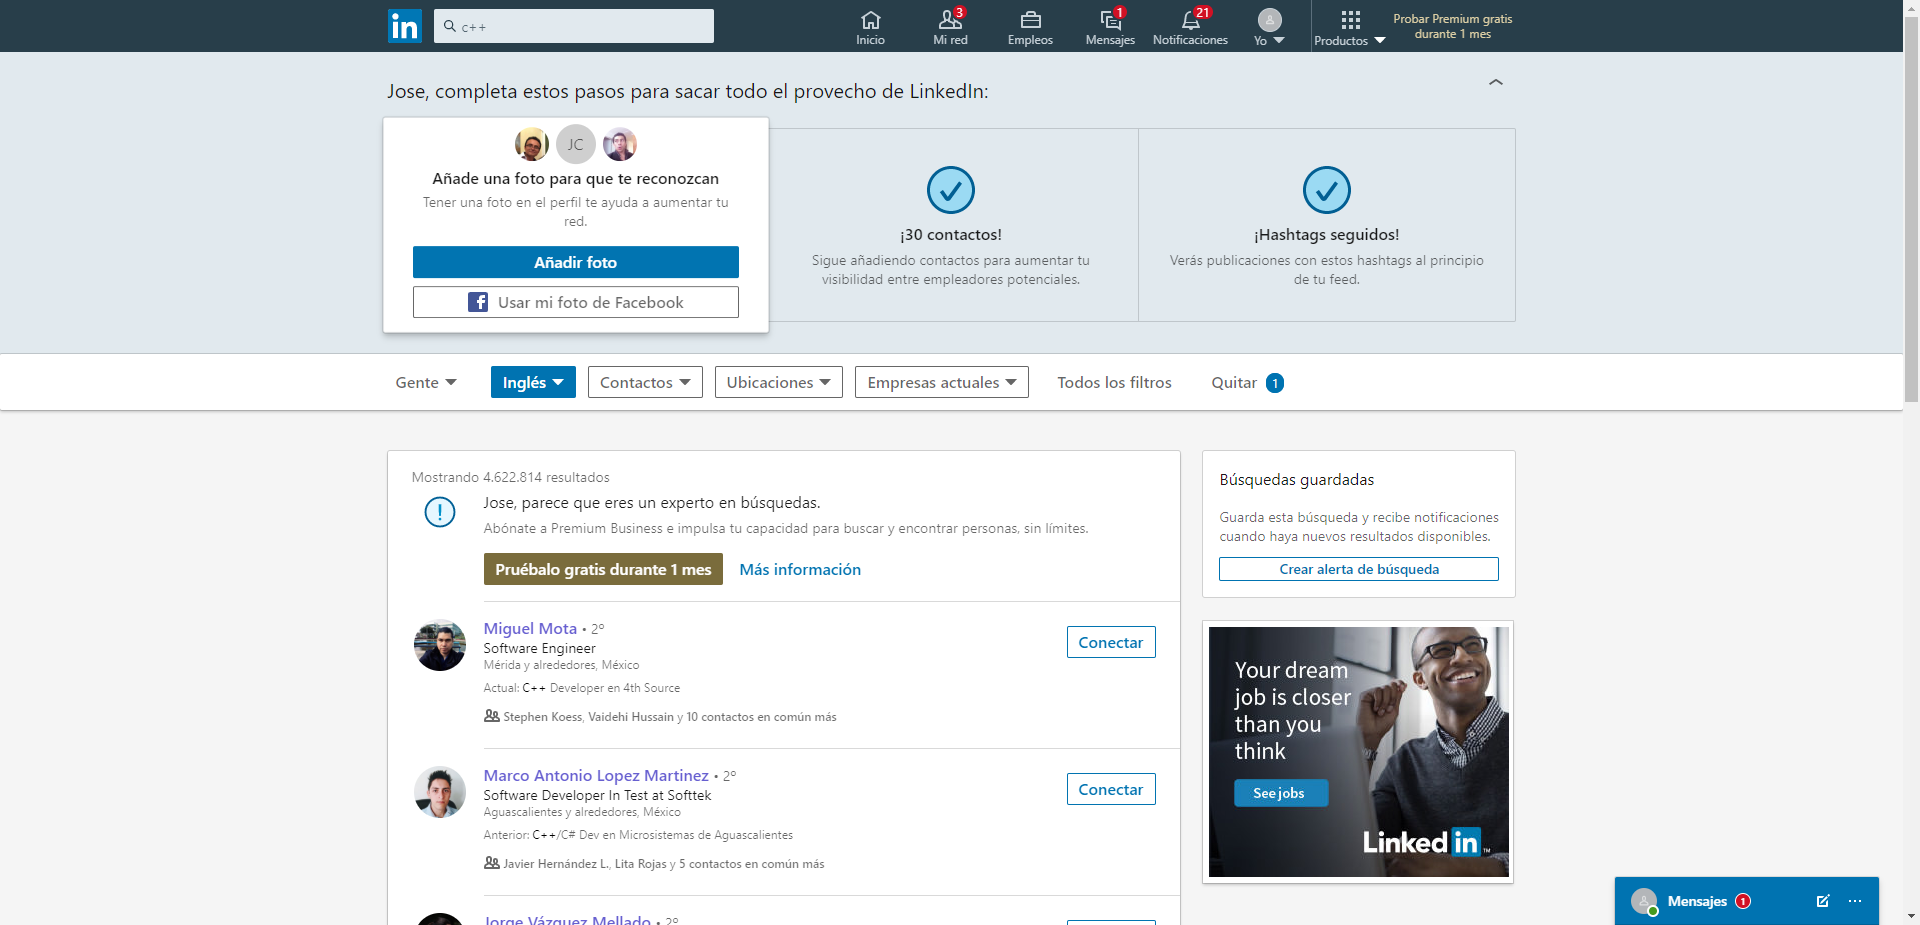 in
c++
Inicio
3
Mi red
Empleos
1
Mensajes
21
Notificaciones
Yo
Productos
Probar Premium gratis
durante 1 mes
Jose, completa estos pasos para sacar todo el provecho de LinkedIn:
JC
Añade una foto para que te reconozcan
Tener una foto en el perfil te ayuda a aumentar tu
red.
Añadir foto
f Usar mi foto de Facebook
¡30 contactos!
Sigue añadiendo contactos para aumentar tu
visibilidad entre empleadores potenciales.
¡Hashtags seguidos!
Verás publicaciones con estos hashtags al principio
de tu feed.
Gente
Inglés
Contactos
Ubicaciones
Empresas actuales
Todos los filtros
Quitar 1
Mostrando 4.622.814 resultados
Jose, parece que eres un experto en búsquedas.
Abónate a Premium Business e impulsa tu capacidad para buscar y encontrar personas, sin límites.
Pruébalo gratis durante 1 mes
Más información
Miguel Mota • 2º
Software Engineer
Mérida y alrededores, México
Actual: C++ Developer en 4th Source
Stephen Koess, Vaidehi Hussain y 10 contactos en común más
Conectar
Marco Antonio Lopez Martinez • 2º
Software Developer In Test at Softtek
Aguascalientes y alrededores, México
Anterior: C++/C# Dev en Microsistemas de Aguascalientes
Javier Hernández L., Lita Rojas y 5 contactos en común más
Conectar
Jorge Vázquez Mellado • 2º
Búsquedas guardadas
Guarda esta búsqueda y recibe notificaciones
cuando haya nuevos resultados disponibles.
Crear alerta de búsqueda
Your dream
job is closer
than you
think
See jobs
Linkedin™
Mensajes 1